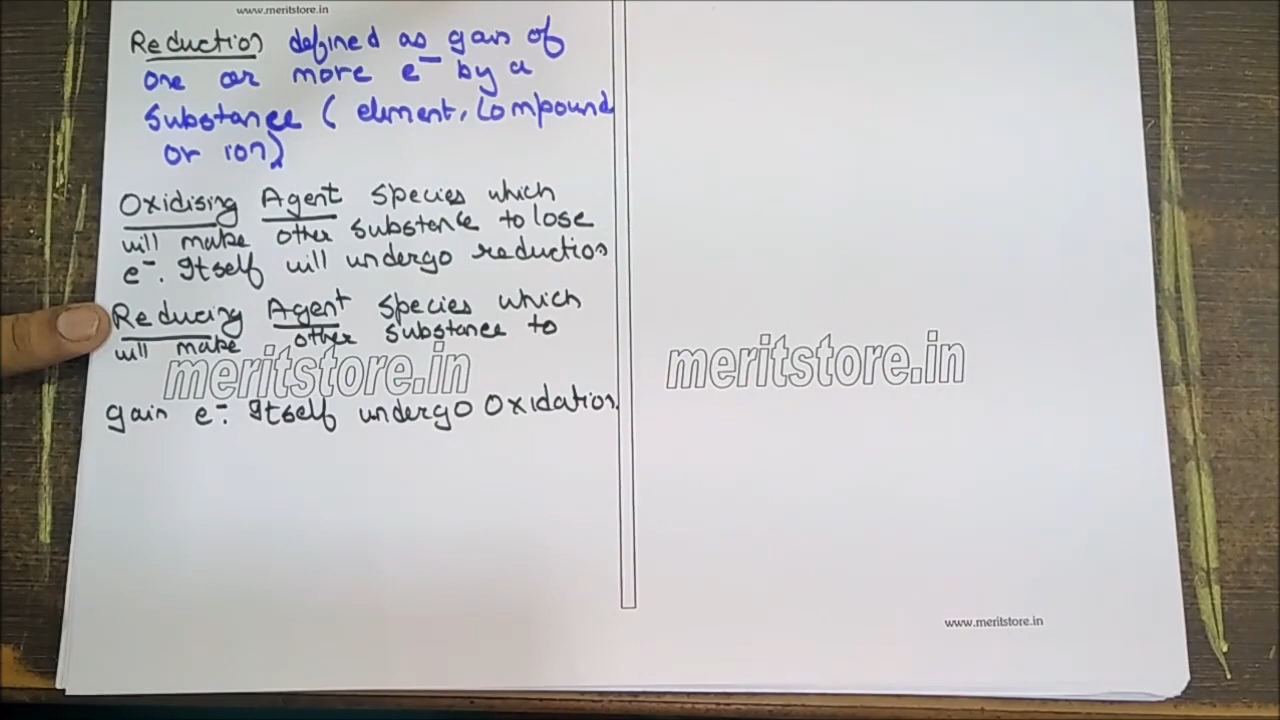 www.meritstore.in
Reduction defined as gain of
one or more e⁻ by a
substance ( element, Compound
or ion)
Oxidising Agent Species which
will make other substance to lose
e⁻. Itself will undergo reduction
Reducing Agent Species which
will make other substance to
meritstore.in
meritstore.in
gain e⁻. Itself undergo Oxidation.
www.meritstore.in